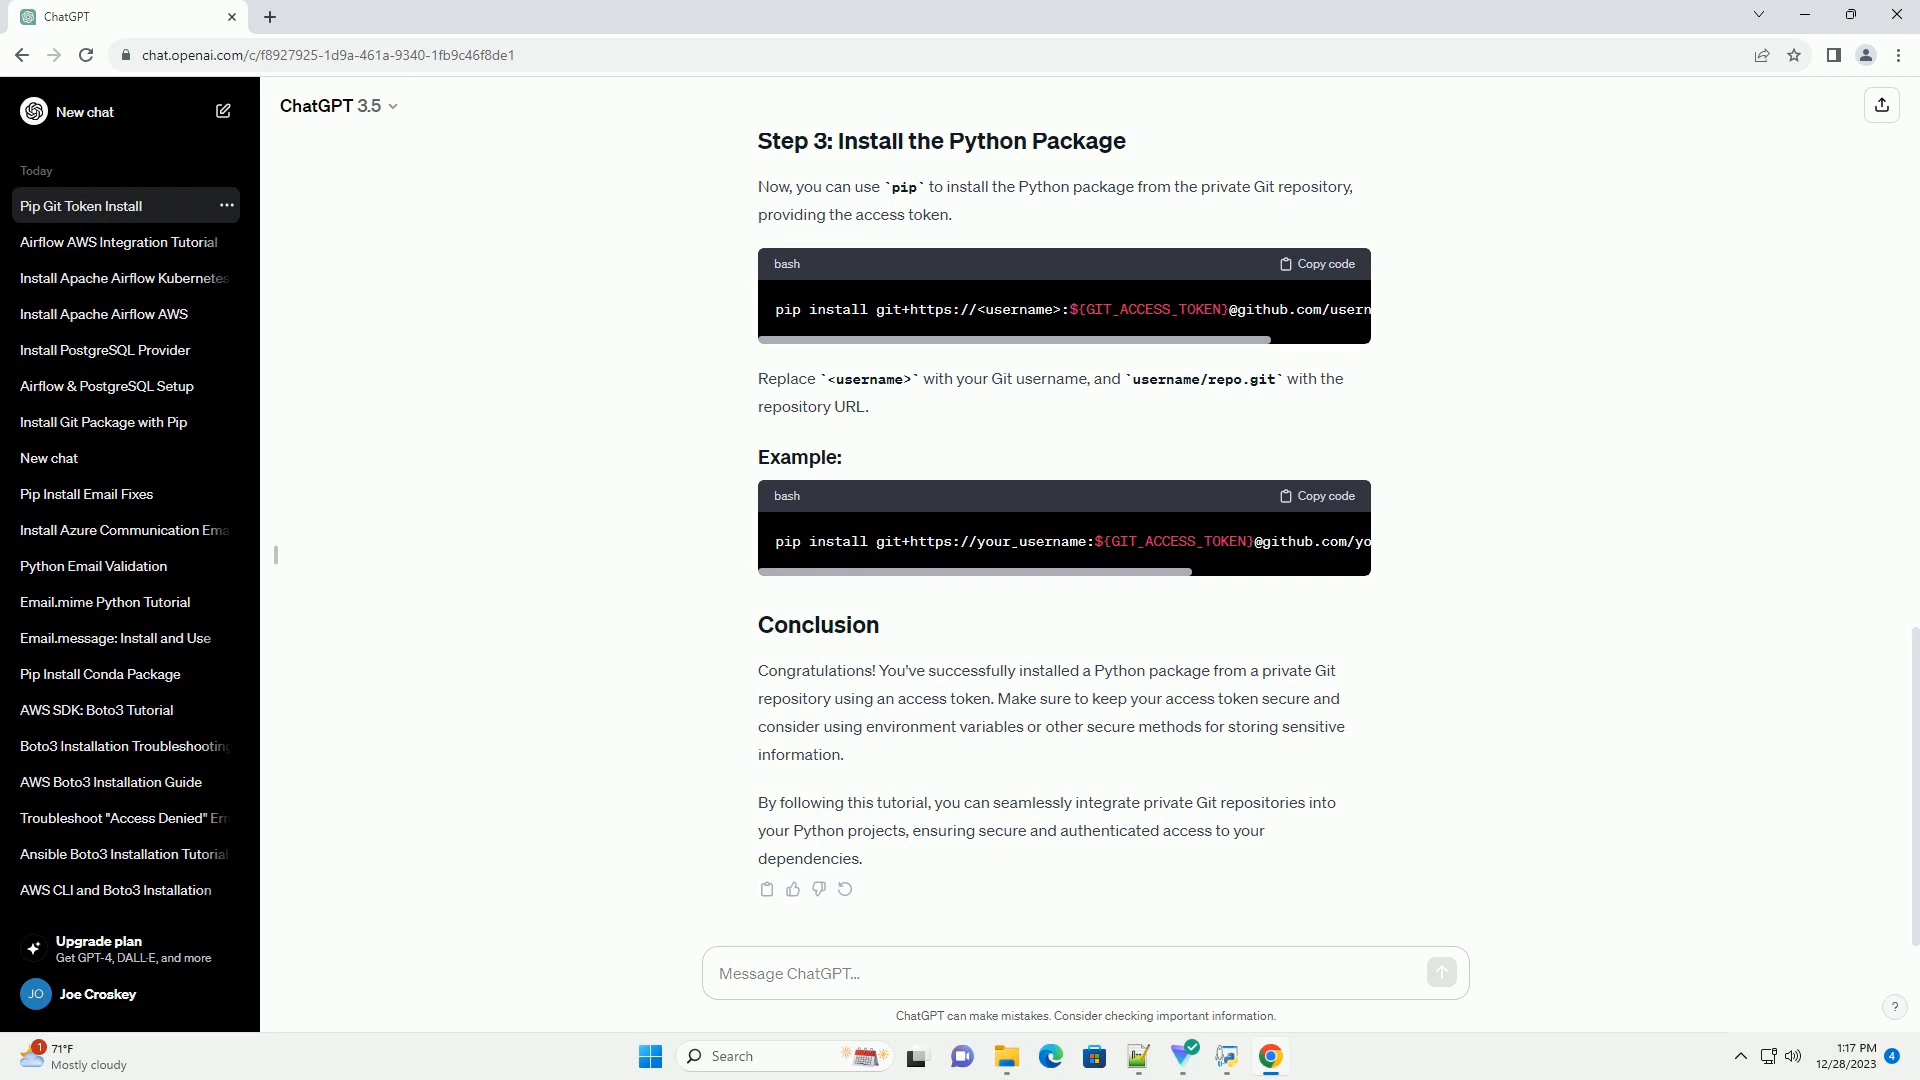 ChatGPT
chat.openai.com/c/f8927925-1d9a-461a-9340-1fb9c46f8de1
New chat
ChatGPT 3.5
Today
Pip Git Token Install
Airflow AWS Integration Tutorial
Install Apache Airflow Kubernetes
Install Apache Airflow AWS
Install PostgreSQL Provider
Airflow & PostgreSQL Setup
Install Git Package with Pip
New chat
Pip Install Email Fixes
Install Azure Communication Ema
Python Email Validation
Email.mime Python Tutorial
Email.message: Install and Use
Pip Install Conda Package
AWS SDK: Boto3 Tutorial
Boto3 Installation Troubleshooting
AWS Boto3 Installation Guide
Troubleshoot "Access Denied" Err
Ansible Boto3 Installation Tutorial
AWS CLI and Boto3 Installation
Upgrade plan
Get GPT-4, DALL·E, and more
JO Joe Croskey
Step 3: Install the Python Package
Now, you can use `pip` to install the Python package from the private Git repository,
providing the access token.
bash Copy code
pip install git+https://<username>:${GIT_ACCESS_TOKEN}@github.com/usern
Replace `<username>` with your Git username, and `username/repo.git` with the
repository URL.
Example:
bash Copy code
pip install git+https://your_username:${GIT_ACCESS_TOKEN}@github.com/yo
Conclusion
Congratulations! You've successfully installed a Python package from a private Git
repository using an access token. Make sure to keep your access token secure and
consider using environment variables or other secure methods for storing sensitive
information.
By following this tutorial, you can seamlessly integrate private Git repositories into
your Python projects, ensuring secure and authenticated access to your
dependencies.
Message ChatGPT...
ChatGPT can make mistakes. Consider checking important information.
?
1
71°F
Mostly cloudy
Search
1:17 PM
12/28/2023
4